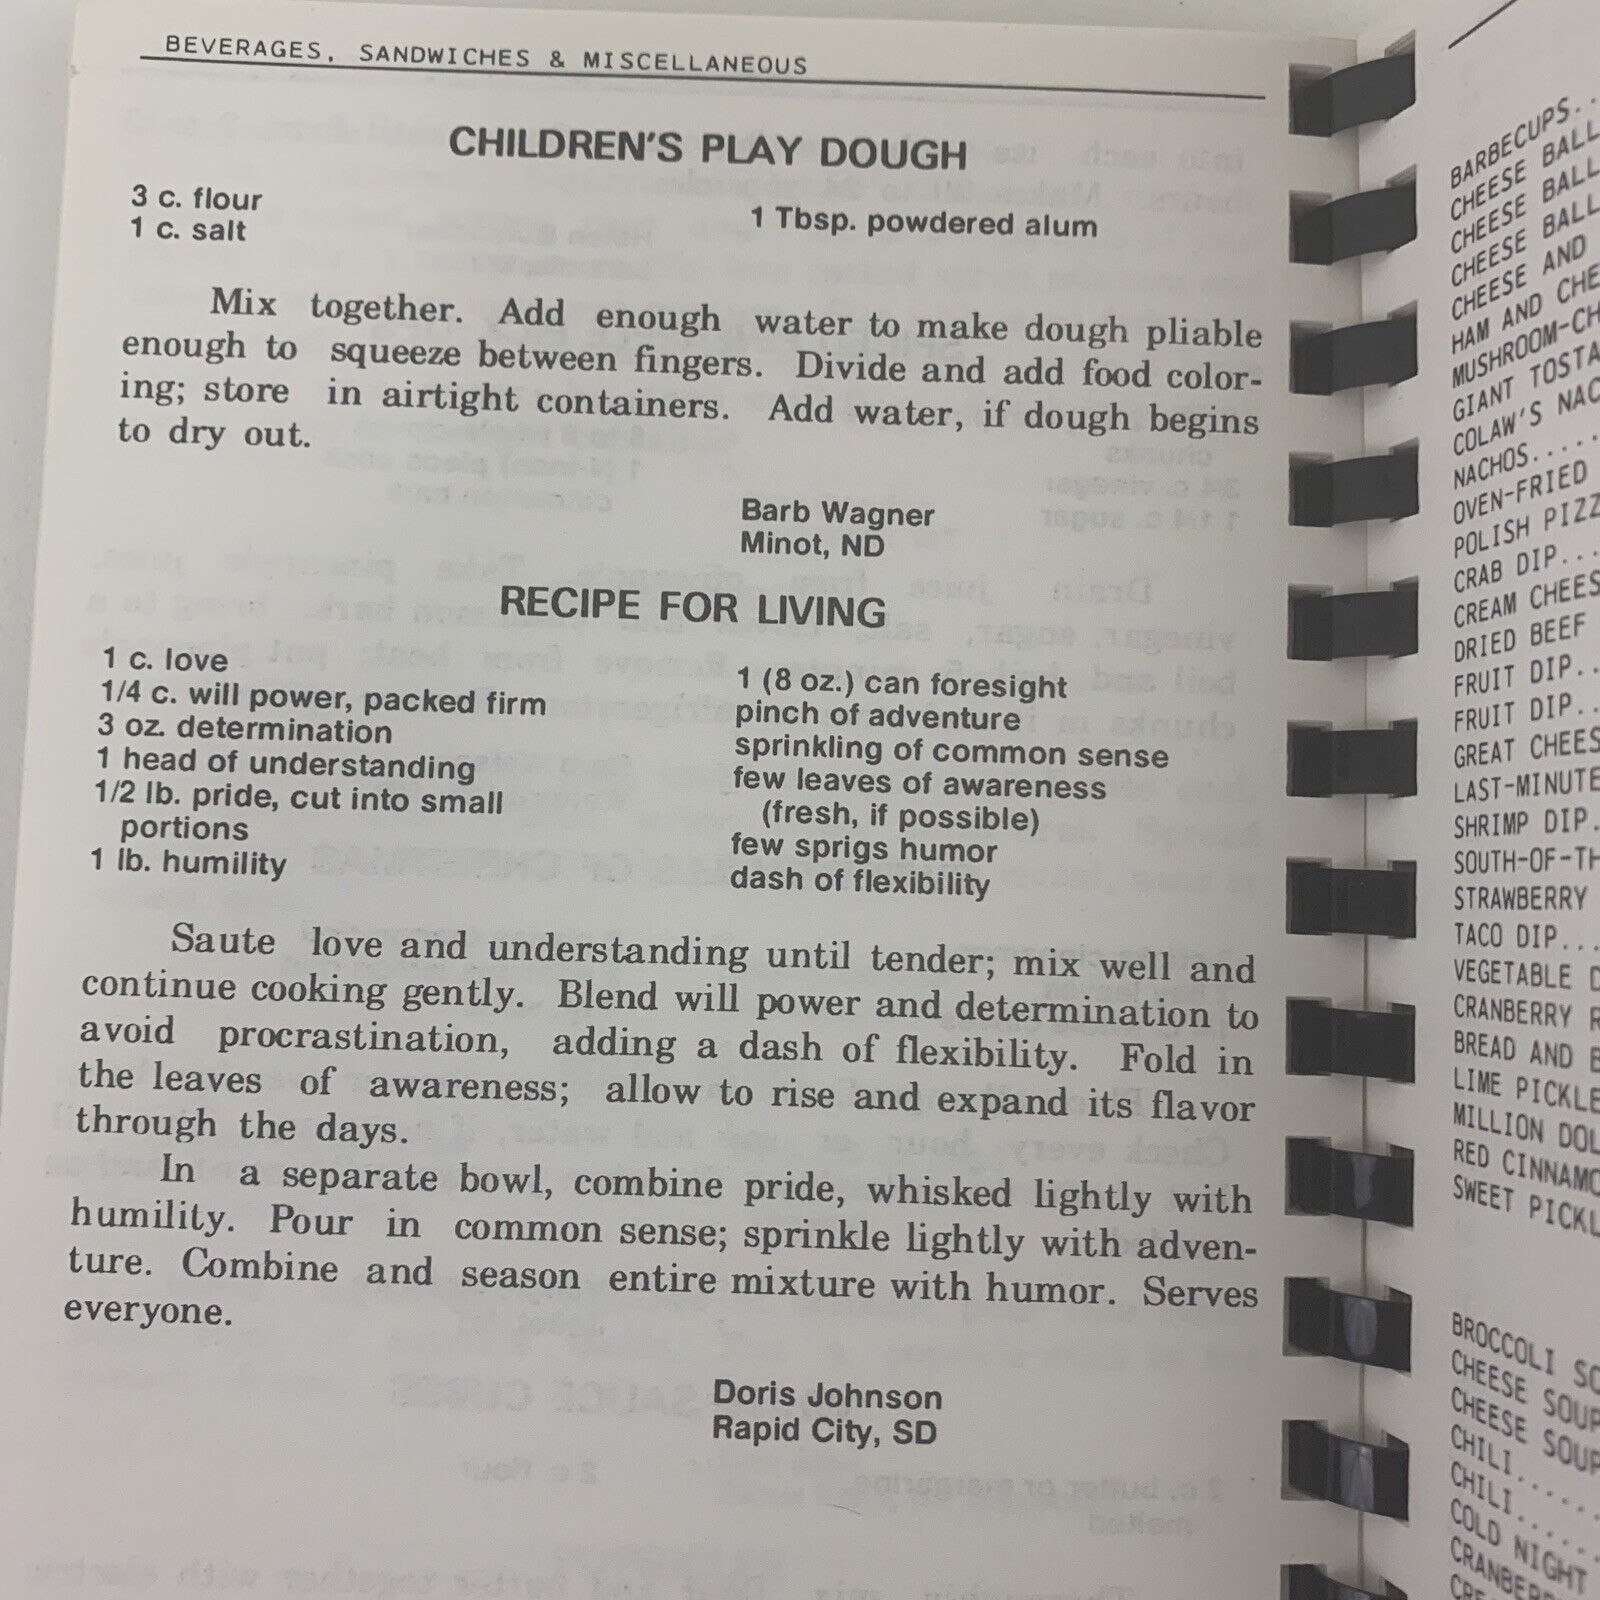 BEVERAGES, SANDWICHES & MISCELLANEOUS
CHILDREN'S PLAY DOUGH
3 c. flour
1 c. salt
1 Tbsp. powdered alum
Mix together. Add enough water to make dough pliable
enough to squeeze between fingers. Divide and add food color-
ing; store in airtight containers. Add water, if dough begins
to dry out.
Barb Wagner
Minot, ND
RECIPE FOR LIVING
1 c. love
1/4 c. will power, packed firm
3 oz. determination
1 head of understanding
1/2 lb. pride, cut into small
portions
1 lb. humility
1 (8 oz.) can foresight
pinch of adventure
sprinkling of common sense
few leaves of awareness
(fresh, if possible)
few sprigs humor
dash of flexibility
Saute love and understanding until tender; mix well and
continue cooking gently. Blend will power and determination to
avoid procrastination, adding a dash of flexibility. Fold in
the leaves of awareness; allow to rise and expand its flavor
through the days.
In a separate bowl, combine pride, whisked lightly with
humility. Pour in common sense; sprinkle lightly with adven-
ture. Combine and season entire mixture with humor. Serves
everyone.
Doris Johnson
Rapid City, SD
BARBECUPS..
CHEESE BALL
CHEESE BALL
CHEESE BALL
CHEESE AND
HAM AND CHE
MUSHROOM-CH
GIANT TOSTA
COLAW'S NAC
NACHOS.....
OVEN-FRIED
POLISH PIZZ
CRAB DIP...
CREAM CHEES
DRIED BEEF
FRUIT DIP..
FRUIT DIP..
GREAT CHEES
LAST-MINUTE
SHRIMP DIP.
SOUTH-OF-TH
STRAWBERRY
TACO DIP...
VEGETABLE D
CRANBERRY R
BREAD AND B
LIME PICKLE
MILLION DOL
RED CINNAMO
SWEET PICKL
BROCCOLI SO
CHEESE SOUP
CHEESE SOUP
CHILI.....
CHILI.....
COLD NIGHT
CRANBER